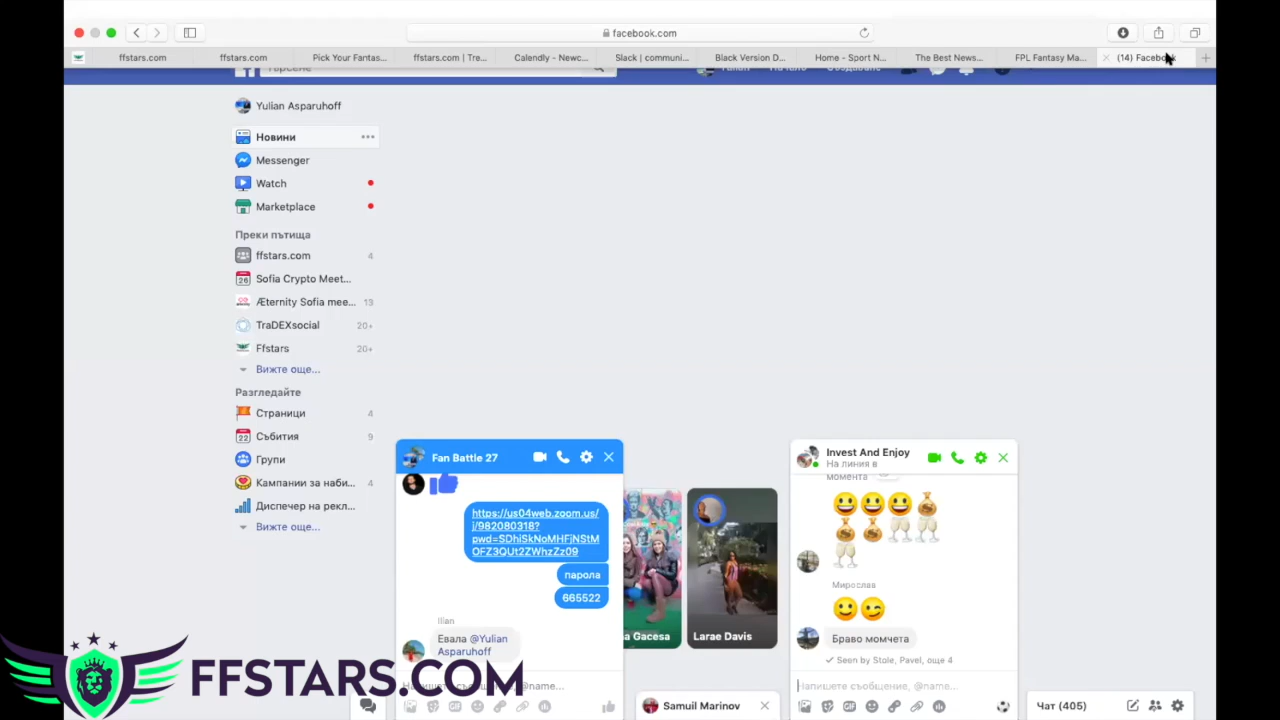 facebook.com
ffstars.com
ffstars.com
Pick Your Fantas...
ffstars.com | Tre...
Calendly - Newc...
Slack | communi...
Black Version D...
Home - Sport N...
The Best News...
FPL Fantasy Ma...
(14) Facebook
Yulian Asparuhoff
Новини
Messenger
Watch
Marketplace
Преки пътища
ffstars.com 4
Sofia Crypto Meet...
Æternity Sofia mee... 13
TraDEXsocial 20+
Ffstars 20+
Вижте още...
Разгледайте
Страници 4
Събития 9
Групи
Кампании за наби... 4
Диспечер на рекл...
Вижте още...
Fan Battle 27
https://us04web.zoom.us/
j/982080318?
pwd=SDhiSkNoMHFjNStM
OFZ3QUt2ZWhzZz09
парола
665522
Ilian
Евала @Yulian
Asparuhoff
a Gacesa
Larae Davis
Invest And Enjoy
На линия в
момента
Мирослав
Браво момчета
Seen by Stole, Pavel, още 4
Напишете съобщение, @name...
Samuil Marinov
Чат (405)
FFSTARS.COM